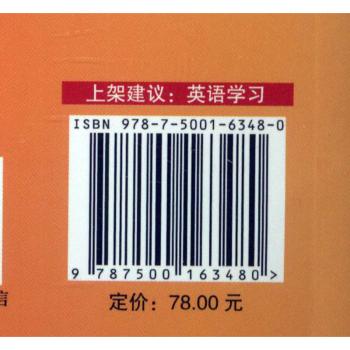 上架建议：英语学习
ISBN 978-7-5001-6348-0
9 787500 163480>
定价：78.00 元
信